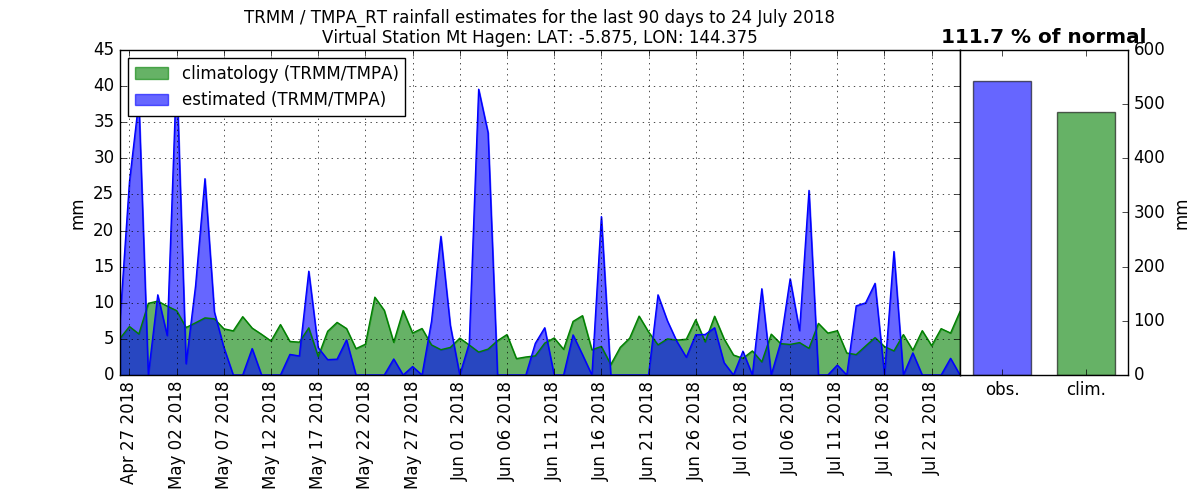 TRMM / TMPA_RT rainfall estimates for the last 90 days to 24 July 2018
Virtual Station Mt Hagen: LAT: -5.875, LON: 144.375
111.7 % of normal
climatology (TRMM/TMPA)
estimated (TRMM/TMPA)
45
40
35
30
25
20
15
10
5
0
mm
Apr 27 2018
May 02 2018
May 07 2018
May 12 2018
May 17 2018
May 22 2018
May 27 2018
Jun 01 2018
Jun 06 2018
Jun 11 2018
Jun 16 2018
Jun 21 2018
Jun 26 2018
Jul 01 2018
Jul 06 2018
Jul 11 2018
Jul 16 2018
Jul 21 2018
obs.
clim.
600
500
400
300
200
100
0
mm